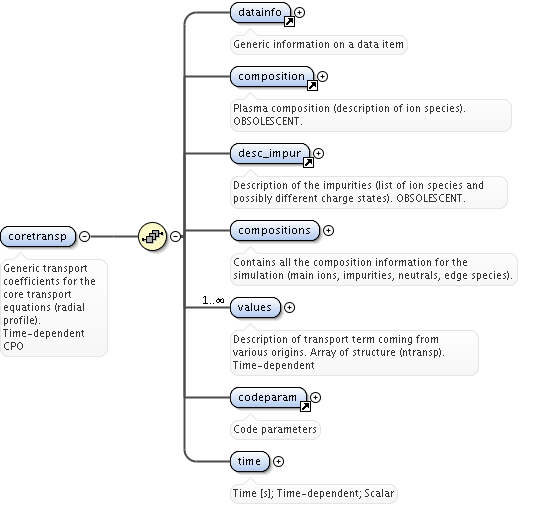 datainfo
Generic information on a data item
composition
Plasma composition (description of ion species).
OBSOLESCENT.
desc_impur
Description of the impurities (list of ion species and
possibly different charge states). OBSOLESCENT.
coretransp
Generic transport
coefficients for the
core transport
equations (radial
profile).
Time-dependent
CPO
compositions
Contains all the composition information for the
simulation (main ions, impurities, neutrals, edge species).
1..∞
values
Description of transport term coming from
various origins. Array of structure (ntransp).
Time-dependent
codeparam
Code parameters
time
Time [s]; Time-dependent; Scalar